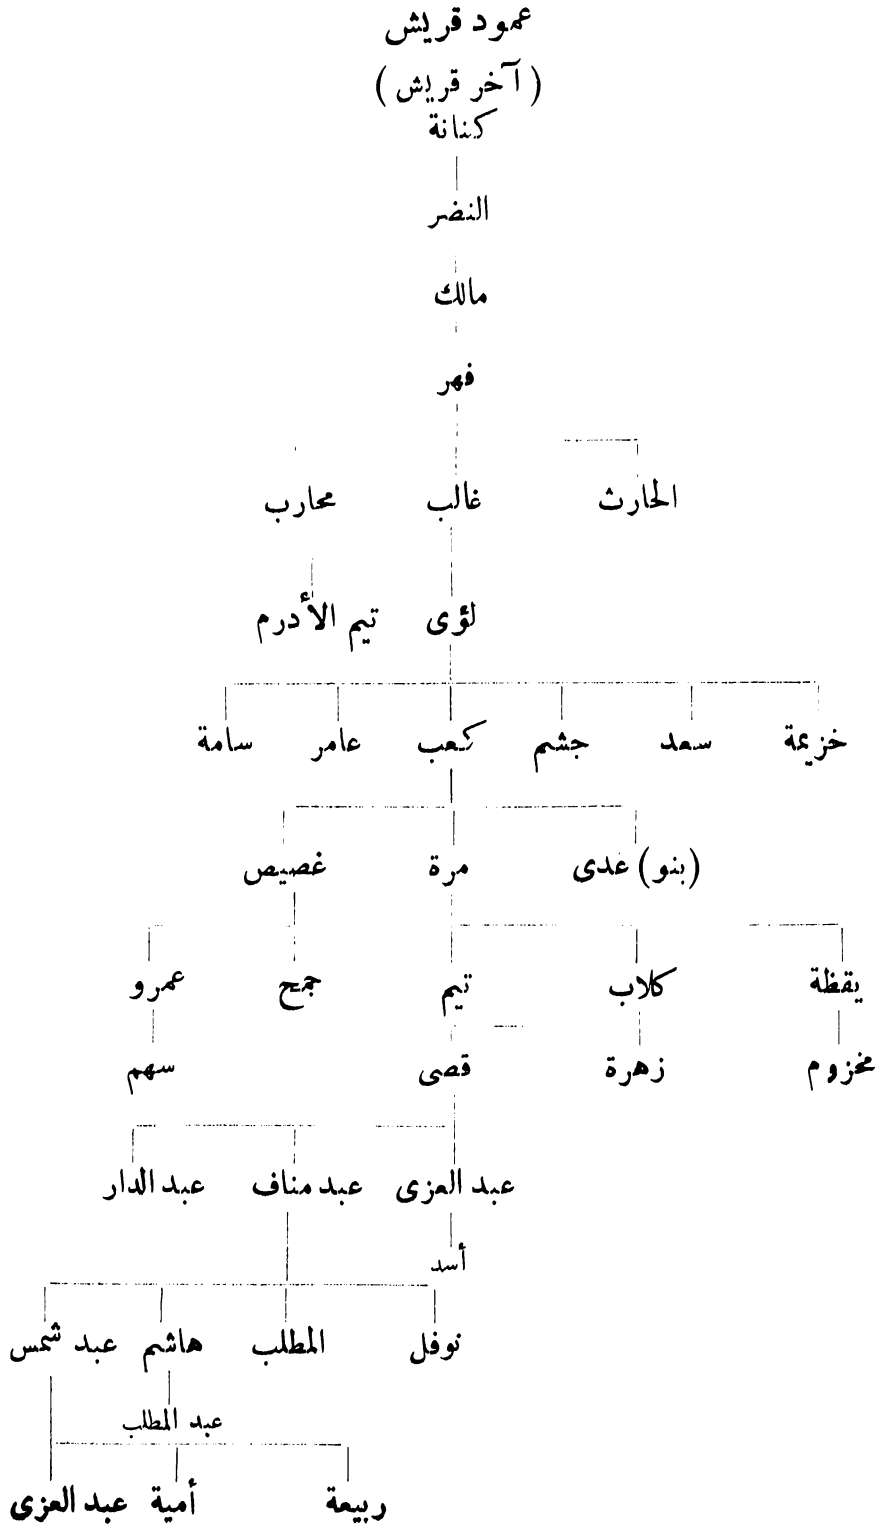 عمود قريش
( آخر قريش )
كنانة
النضر
مالك
فهر
الحارث غالب محارب
لؤى تيم الأدرم
خزيمة سعد جشم كعب عامر سامة
(بنو) عدى مرة غصيص
يقظة كلاب تيم جمح عمرو
مخزوم زهرة قصى سهم
عبد العزى عبد مناف عبد الدار
أسد
نوفل المطلب هاشم عبد شمس
عبد المطلب
ربيعة أمية عبد العزى